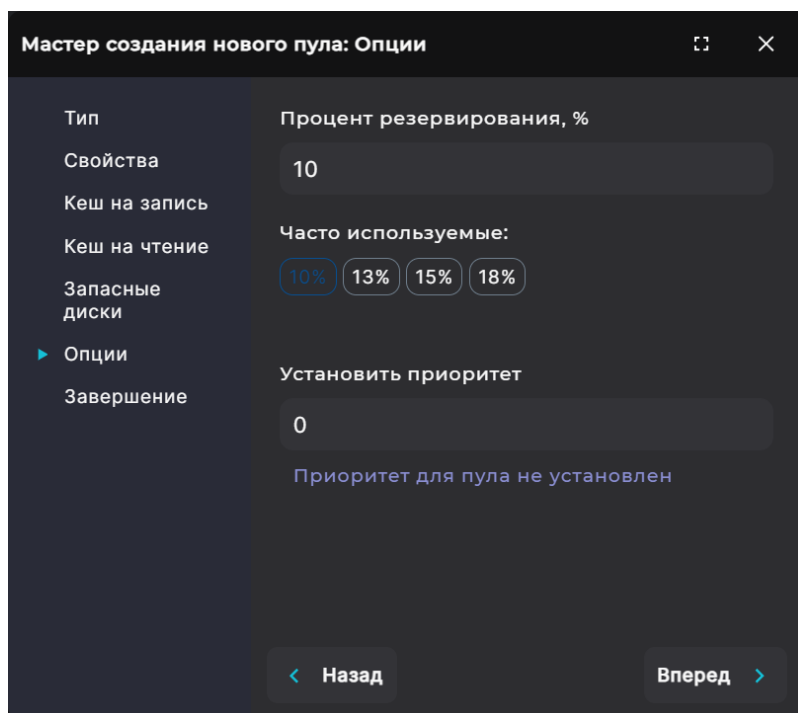 Мастер создания нового пула: Опции
Тип
Свойства
Кеш на запись
Кеш на чтение
Запасные
диски
Опции
Завершение
Процент резервирования, %
10
Часто используемые:
10% 13% 15% 18%
Установить приоритет
0
Приоритет для пула не установлен
Назад
Вперед